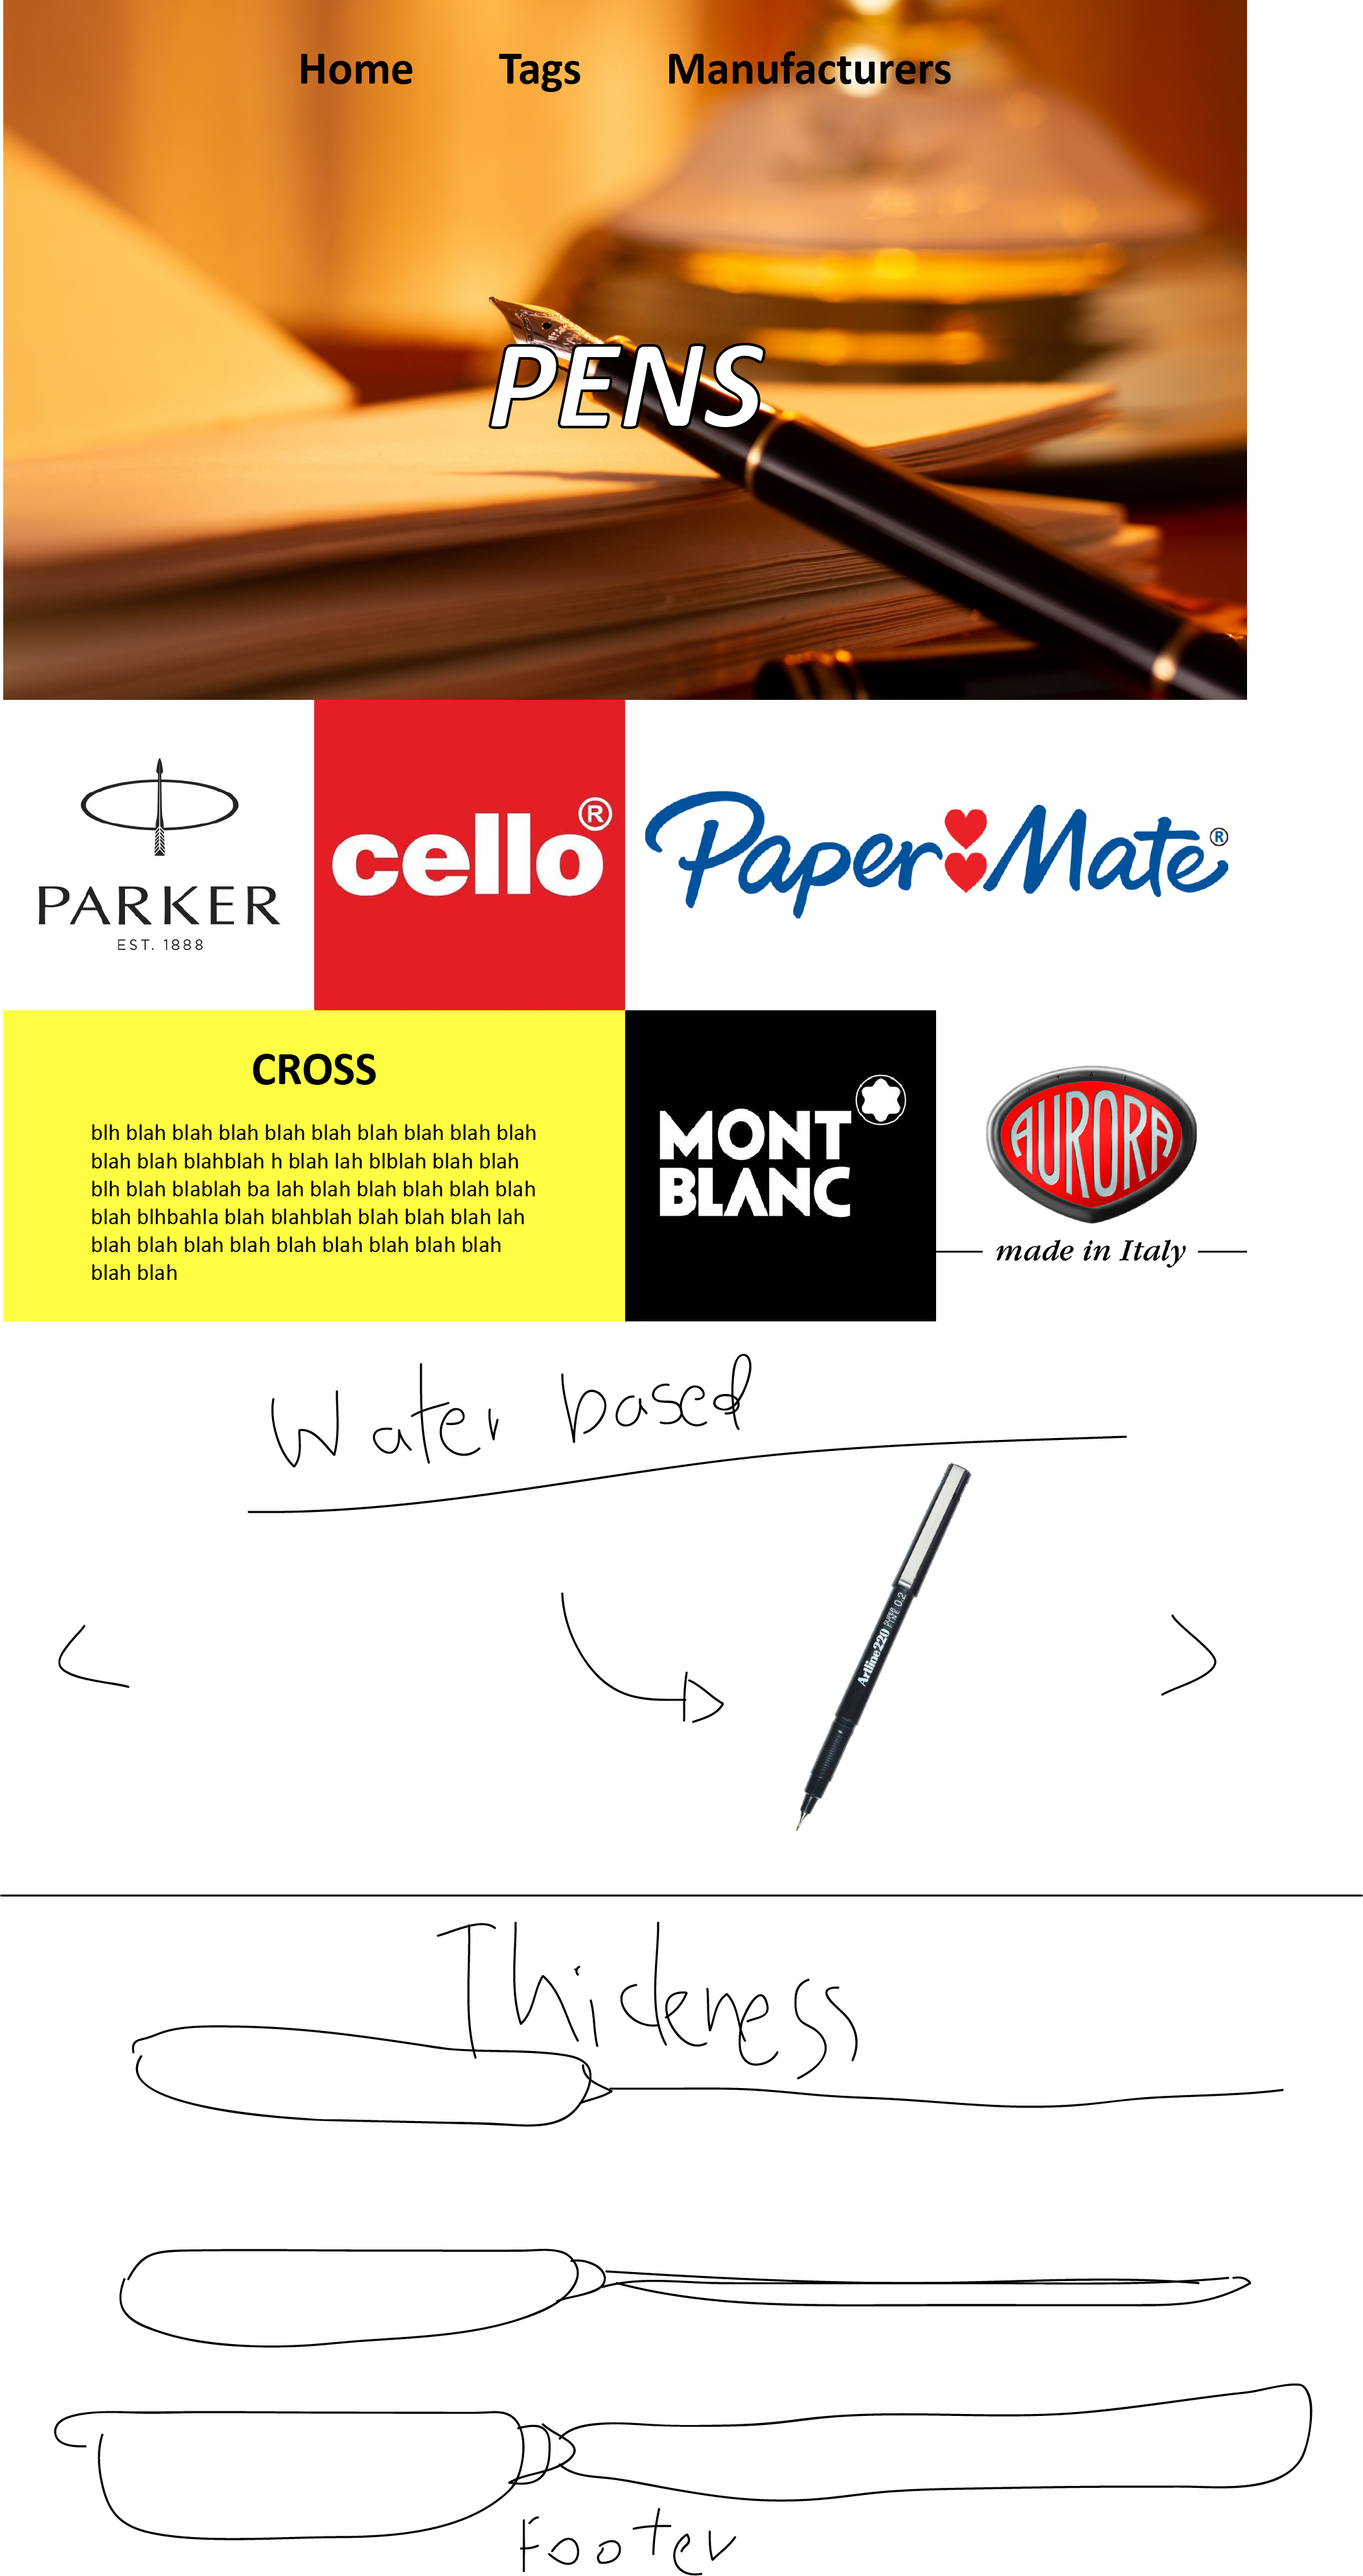 Home Tags Manufacturers
PENS
PARKER
EST. 1888
cello®
Paper Mate®
CROSS
blh blah blah blah blah blah blah blah blah blah
blah blah blahblah h blah lah blblah blah blah
blh blah blablah ba lah blah blah blah blah blah
blah blhbahla blah blahblah blah blah blah lah
blah blah blah blah blah blah blah blah blah
blah blah
MONT
BLANC
AURORA
made in Italy
Water based
<
>
Artline220 SUPER FINE 0.2
Thickness
Footer